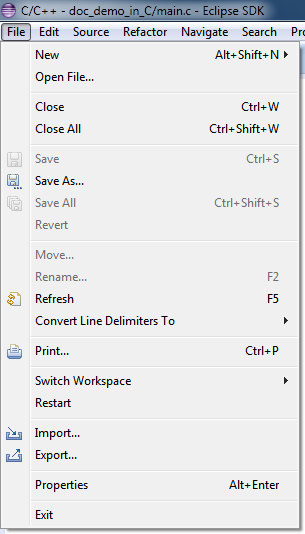 C/C++ - doc_demo_in_C/main.c - Eclipse SDK
File Edit Source Refactor Navigate Search
New Alt+Shift+N
Open File...
Close Ctrl+W
Close All Ctrl+Shift+W
Save Ctrl+S
Save As...
Save All Ctrl+Shift+S
Revert
Move...
Rename... F2
Refresh F5
Convert Line Delimiters To
Print... Ctrl+P
Switch Workspace
Restart
Import...
Export...
Properties Alt+Enter
Exit